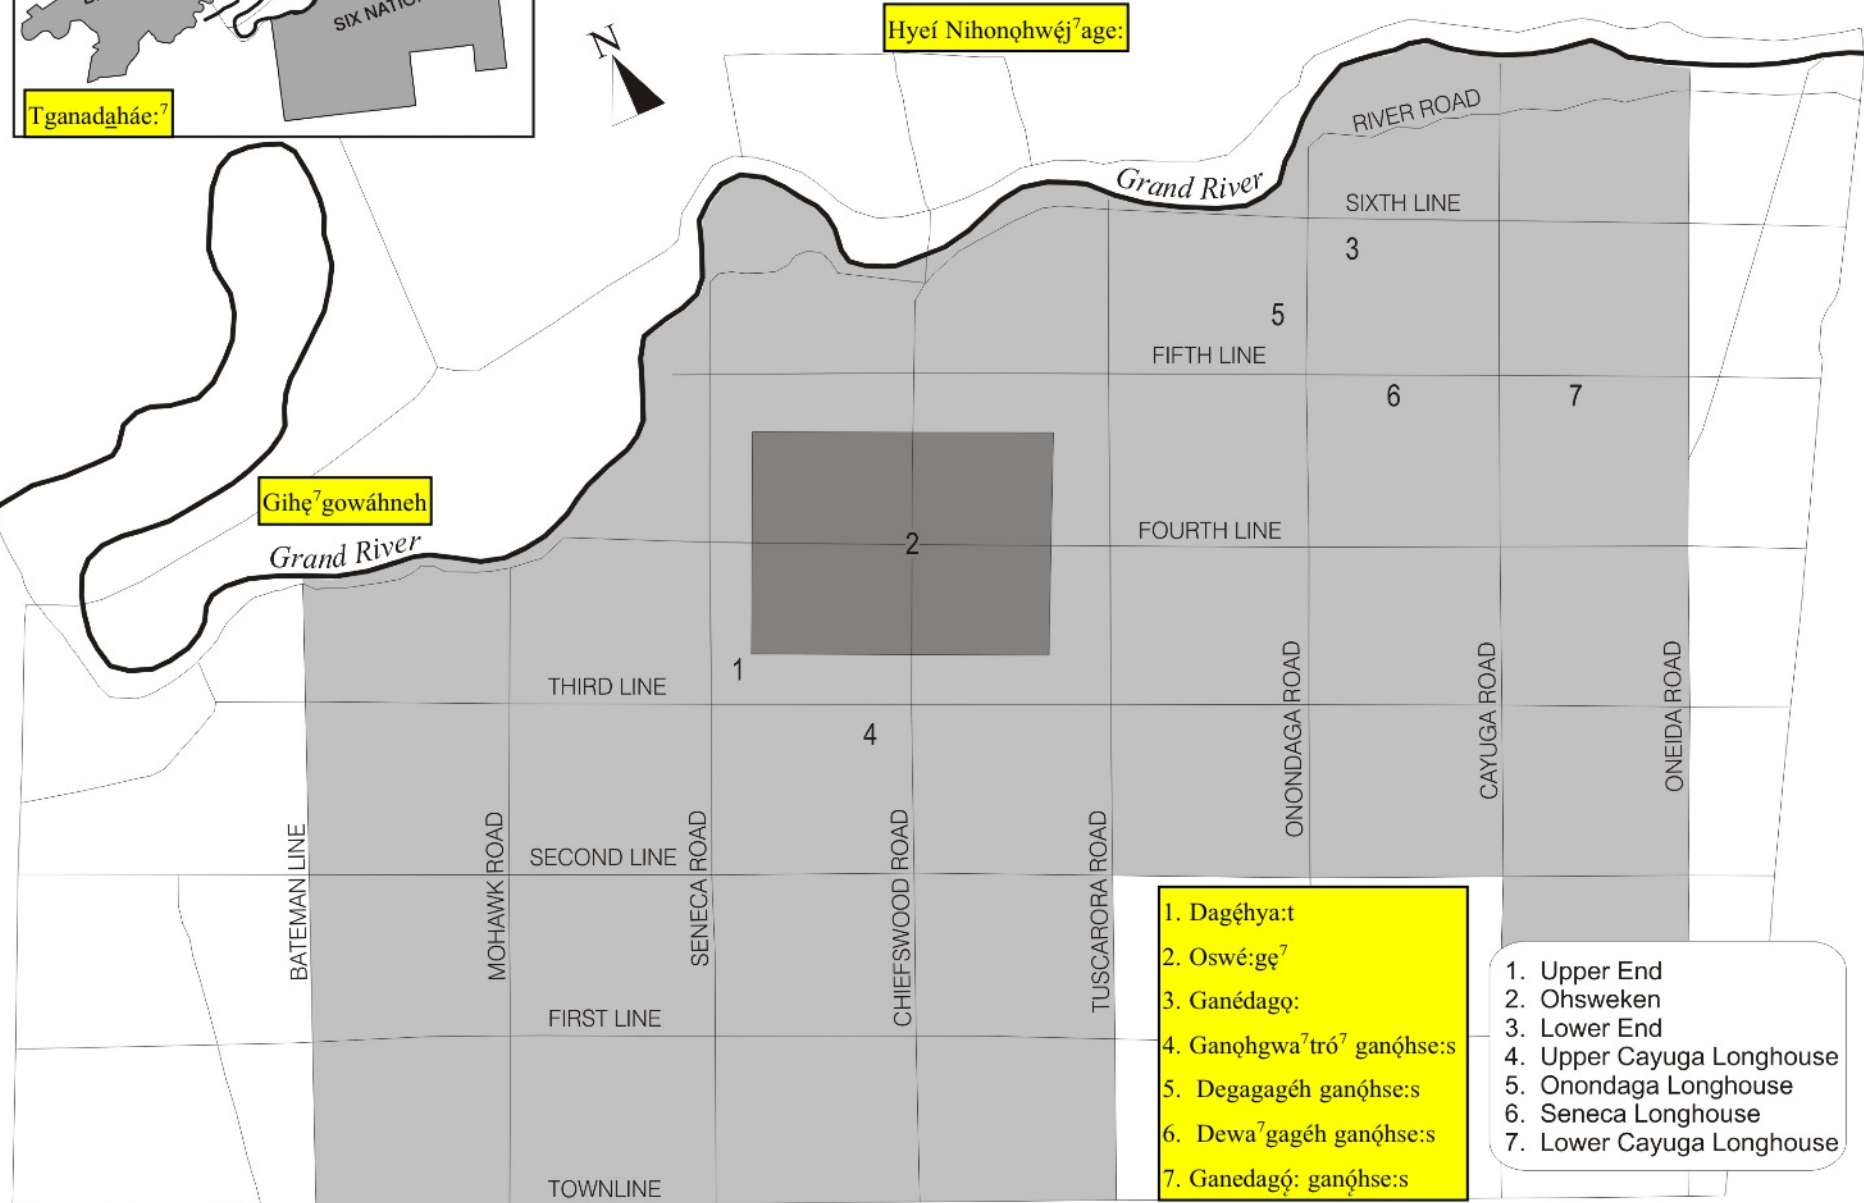 SIX NATIO
Tganada̱háe:⁷
N
Hyeí Nihonǫhwę́j⁷age:
RIVER ROAD
Grand River
SIXTH LINE
3
5
FIFTH LINE
6
7
Gihę⁷gowáhneh
Grand River
FOURTH LINE
2
1
THIRD LINE
4
ONONDAGA ROAD
CAYUGA ROAD
ONEIDA ROAD
BATEMAN LINE
MOHAWK ROAD
SECOND LINE
SENECA ROAD
CHIEFSWOOD ROAD
TUSCARORA ROAD
FIRST LINE
TOWNLINE
1. Dagę́hya:t
2. Oswé:gę⁷
3. Ganédagǫ:
4. Ganǫhgwa⁷tró⁷ ganǫ́hse:s
5. Degagagéh ganǫ́hse:s
6. Dewa⁷gagéh ganǫ́hse:s
7. Ganedagǫ́: ganǫ́hse:s
1. Upper End
2. Ohsweken
3. Lower End
4. Upper Cayuga Longhouse
5. Onondaga Longhouse
6. Seneca Longhouse
7. Lower Cayuga Longhouse